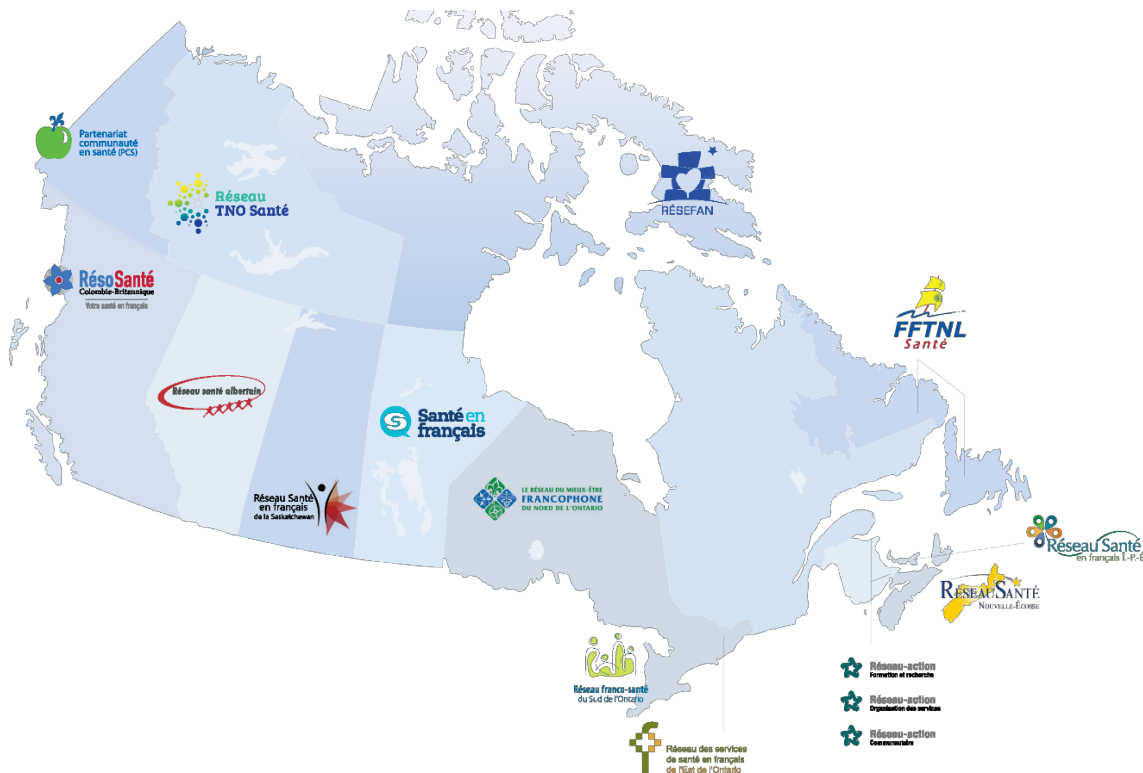 Partenariat
communauté
en santé (PCS)
Réseau
TNO Santé
RÉSEFAN
RésoSanté
Colombie-Britannique
Votre santé en français
FFTNL
Santé
Réseau santé albertain
S
Santé en
français
Réseau Santé
en français
de la Saskatchewan
LE RÉSEAU DU MIEUX-ÊTRE
FRANCOPHONE
DU NORD DE L'ONTARIO
Réseau Santé
en français Î.-P.-É
RÉSEAU SANTÉ
NOUVELLE-ÉCOSSE
Réseau franco-santé
du Sud de l'Ontario
Réseau-action
Formation et recherche
Réseau-action
Organisation des services
Réseau-action
Communautaire
Réseau des services
de santé en français
de l'Est de l'Ontario